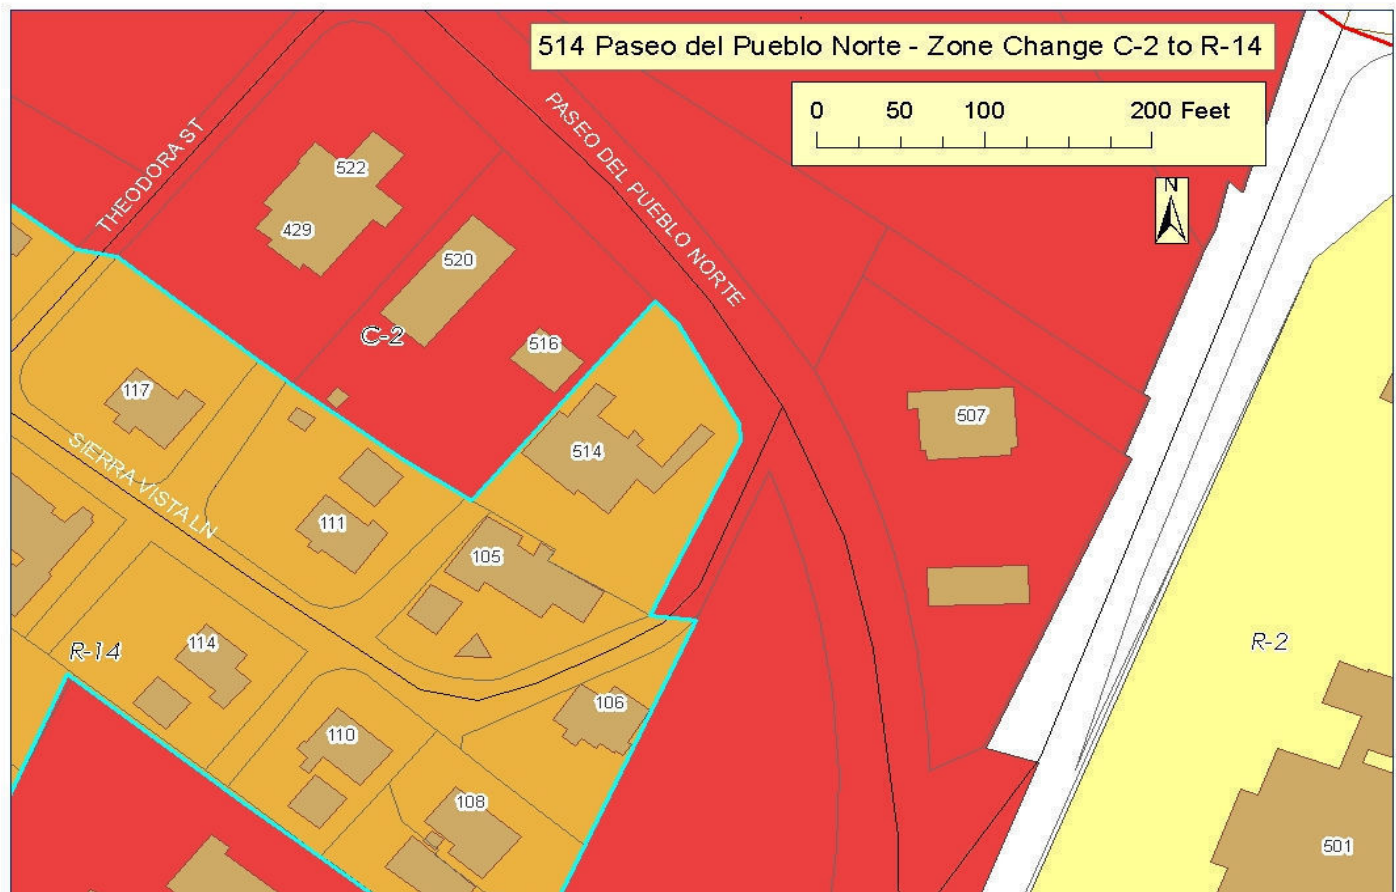 514 Paseo del Pueblo Norte - Zone Change C-2 to R-14
0 50 100 200 Feet
N
THEODORA ST
PASEO DEL PUEBLO NORTE
522
429
520
C-2
516
117
507
514
SIERRA VISTA LN
111
105
R-14
114
R-2
106
110
108
501